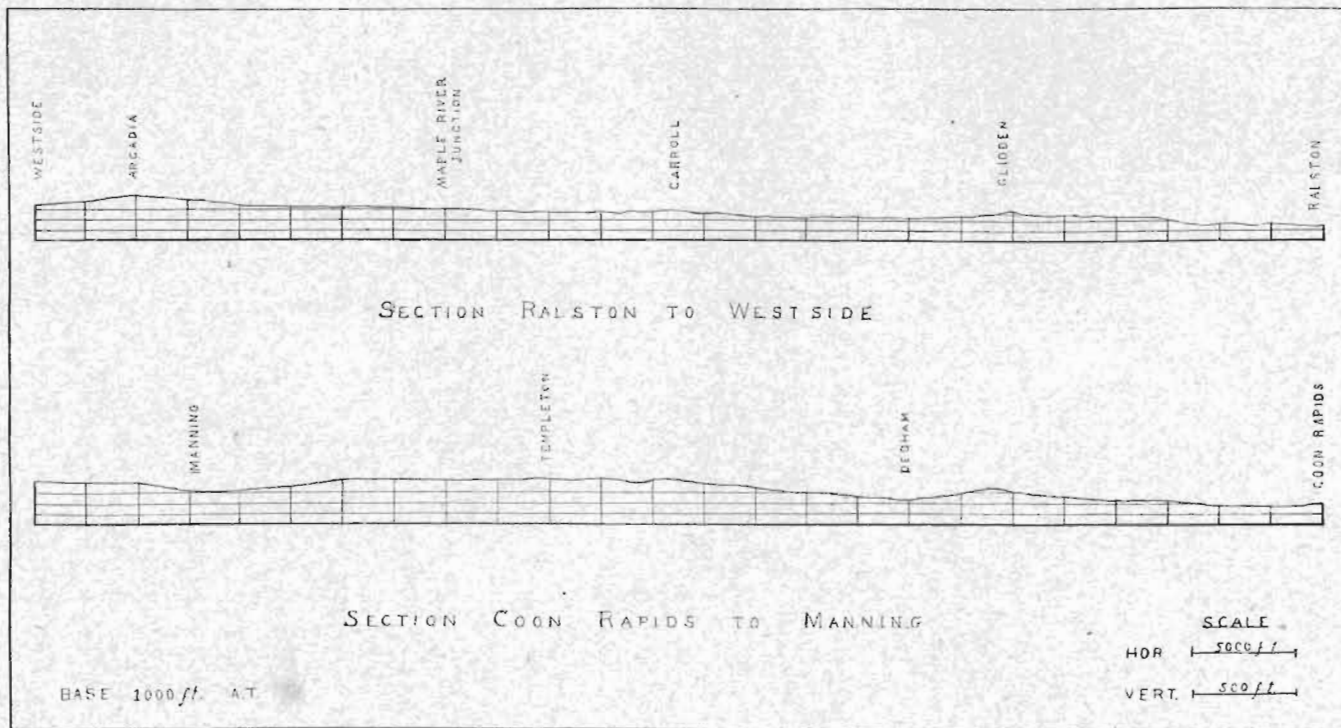 WESTSIDE
ARCADIA
MAPLE RIVER
JUNCTION
CARROLL
GLIDDEN
RALSTON
SECTION RALSTON TO WESTSIDE
MANNING
TEMPLETON
DEDHAM
COON RAPIDS
SECTION COON RAPIDS TO MANNING
SCALE
HOR 5000 ft.
VERT. 500 ft.
BASE 1000 ft. A.T.